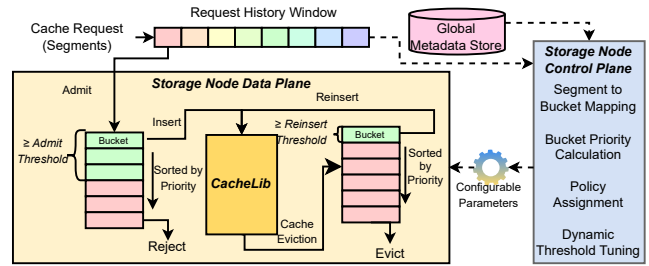 Request History Window
Cache Request
(Segments)
Global
Metadata Store
Storage Node
Control Plane
Segment to
Bucket Mapping
Bucket Priority
Calculation
Policy
Assignment
Dynamic
Threshold Tuning
Storage Node Data Plane
Admit
Reinsert
Insert
≥ Admit
Threshold
Bucket
Sorted by
Priority
Reject
CacheLib
Cache
Eviction
≥ Reinsert
Threshold
Bucket
Sorted
by
Priority
Evict
Configurable
Parameters